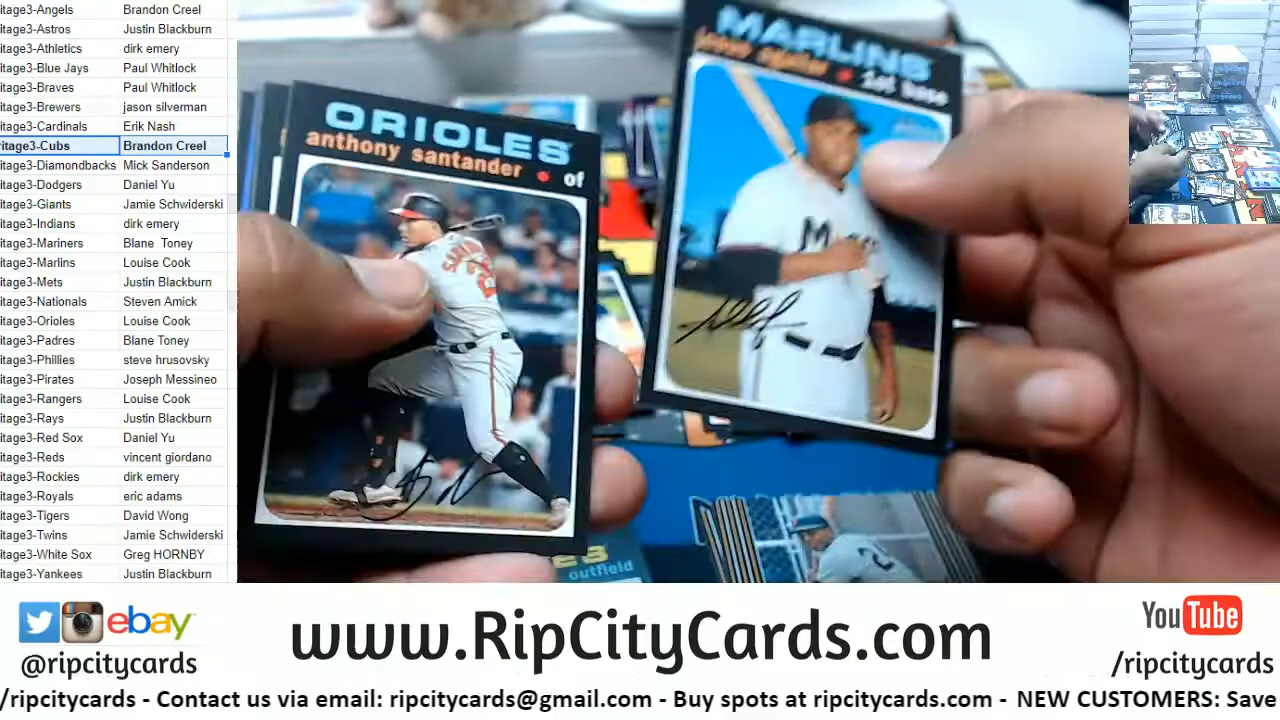 itage3-Angels Brandon Creel
itage3-Astros Justin Blackburn
itage3-Athletics dirk emery
itage3-Blue Jays Paul Whitlock
itage3-Braves Paul Whitlock
itage3-Brewers jason silverman
itage3-Cardinals Erik Nash
ritage3-Cubs Brandon Creel
itage3-Diamondbacks Mick Sanderson
itage3-Dodgers Daniel Yu
itage3-Giants Jamie Schwiderski
itage3-Indians dirk emery
itage3-Mariners Blane Toney
itage3-Marlins Louise Cook
itage3-Mets Justin Blackburn
itage3-Nationals Steven Amick
itage3-Orioles Louise Cook
itage3-Padres Blane Toney
itage3-Phillies steve hrusovsky
itage3-Pirates Joseph Messineo
itage3-Rangers Louise Cook
itage3-Rays Justin Blackburn
itage3-Red Sox Daniel Yu
itage3-Reds vincent giordano
itage3-Rockies dirk emery
itage3-Royals eric adams
itage3-Tigers David Wong
itage3-Twins Jamie Schwiderski
itage3-White Sox Greg HORNBY
itage3-Yankees Justin Blackburn
ORIOLES
anthony santander • of
MARLINS
jesus aguilar • 1st base
outfield
2
ebay
@ripcitycards
www.RipCityCards.com
YouTube
/ripcitycards
/ripcitycards - Contact us via email: ripcitycards@gmail.com - Buy spots at ripcitycards.com - NEW CUSTOMERS: Save